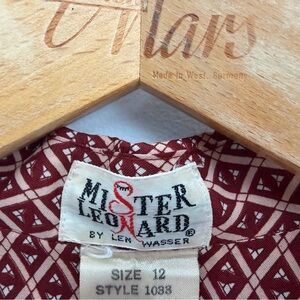 Mars
Made in West. Germany
MISTER
LEONARD®
BY LEN WASSER
SIZE 12
STYLE 1033